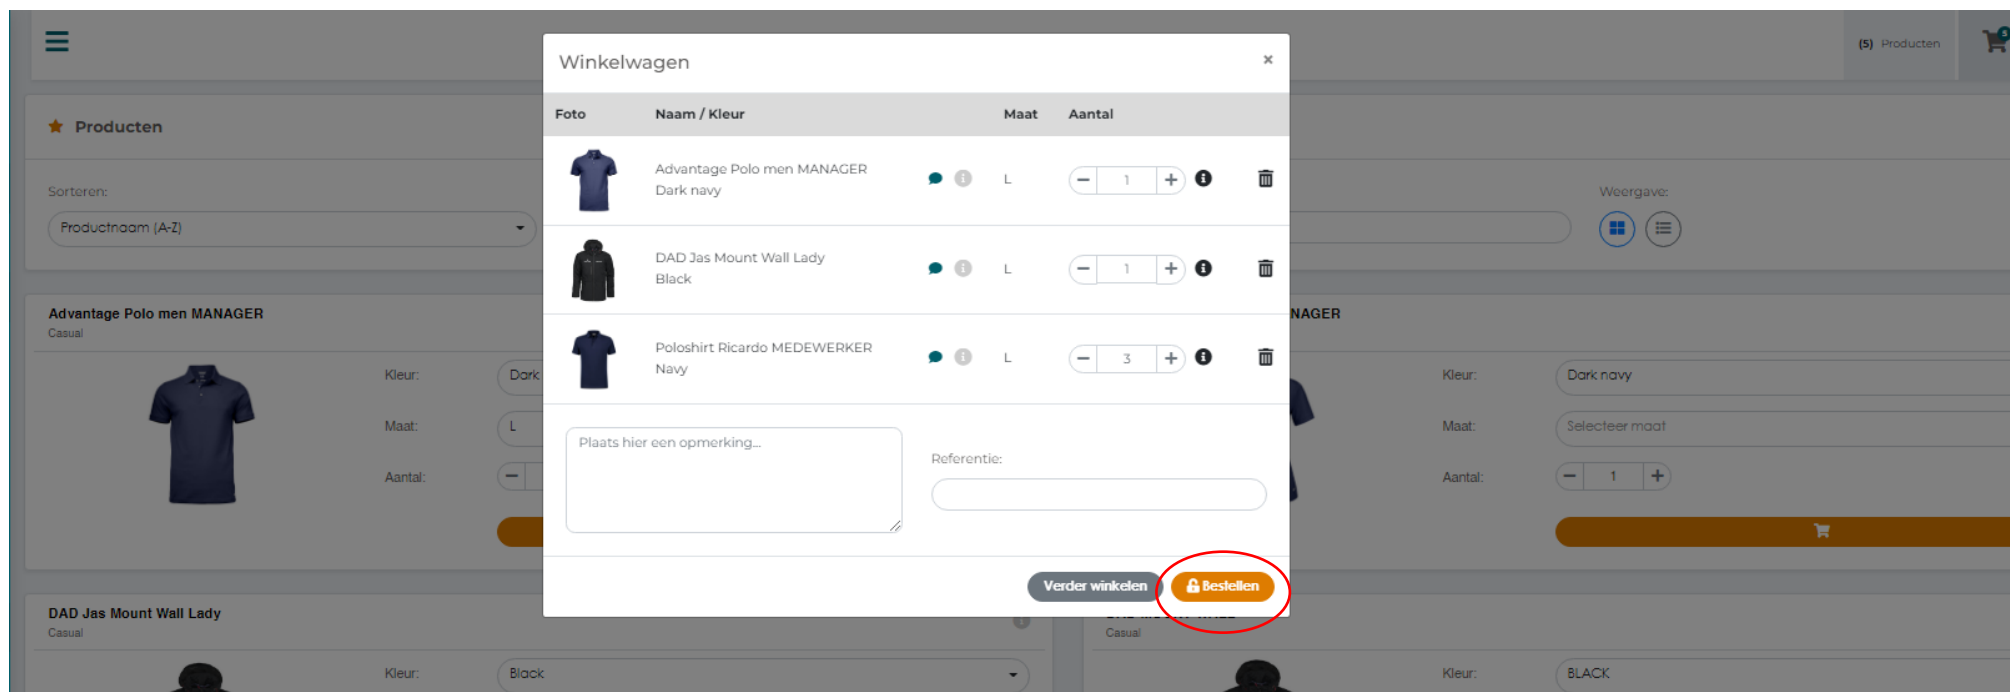 (5) Producten
5
Winkelwagen
×
Foto Naam / Kleur Maat Aantal
Advantage Polo men MANAGER
Dark navy
L
1
DAD Jas Mount Wall Lady
Black
L
1
Poloshirt Ricardo MEDEWERKER
Navy
L
3
Plaats hier een opmerking...
Referentie:
Verder winkelen
Bestellen
Producten
Sorteren:
Productnaam (A-Z)
Weergave:
Advantage Polo men MANAGER
Casual
Kleur:
Dark
Maat:
L
Aantal:
NAGER
Kleur:
Dark navy
Maat:
Selecteer maat
Aantal:
1
DAD Jas Mount Wall Lady
Casual
Kleur:
Black
Casual
Kleur:
BLACK